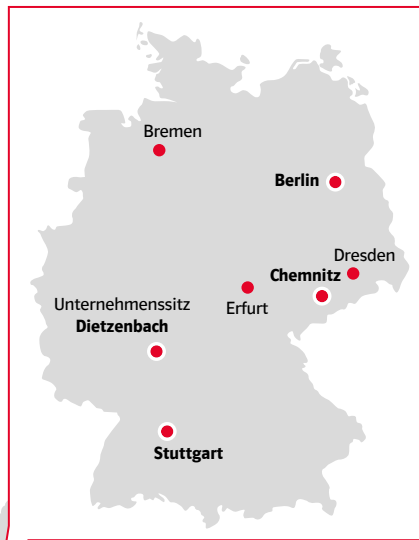 Bremen
Berlin
Dresden
Chemnitz
Erfurt
Unternehmenssitz
Dietzenbach
Stuttgart